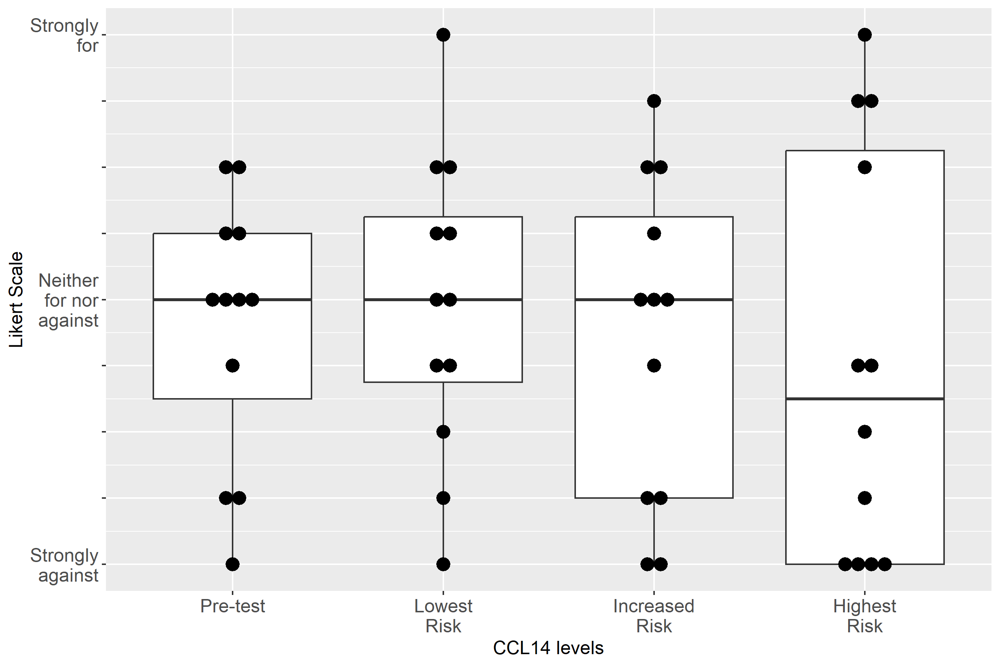 Strongly
for
Neither
for nor
against
Strongly
against
Likert Scale
Pre-test
Lowest
Risk
Increased
Risk
Highest
Risk
CCL14 levels